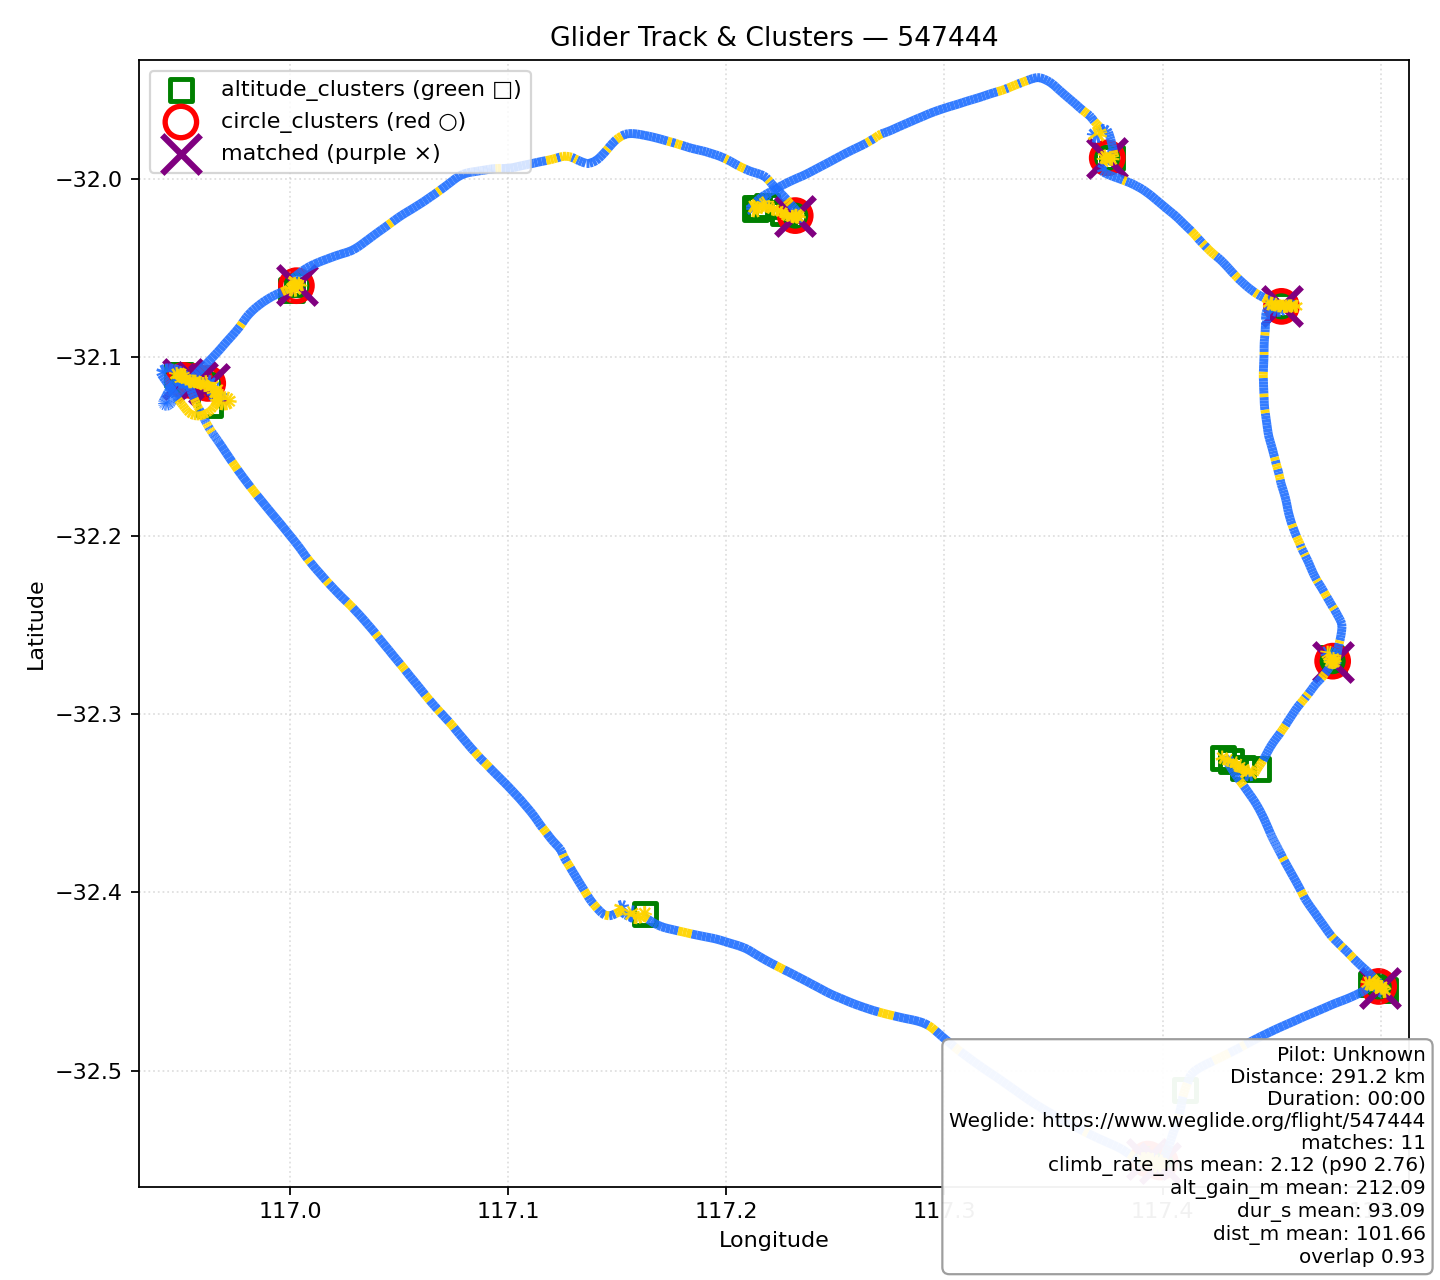 Glider Track & Clusters — 547444
altitude_clusters (green □)
circle_clusters (red ○)
matched (purple ×)
−32.0
−32.1
−32.2
−32.3
−32.4
−32.5
Latitude
117.0
117.1
117.2
117.3
117.4
Longitude
Pilot: Unknown
Distance: 291.2 km
Duration: 00:00
Weglide: https://www.weglide.org/flight/547444
matches: 11
climb_rate_ms mean: 2.12 (p90 2.76)
alt_gain_m mean: 212.09
dur_s mean: 93.09
dist_m mean: 101.66
overlap 0.93